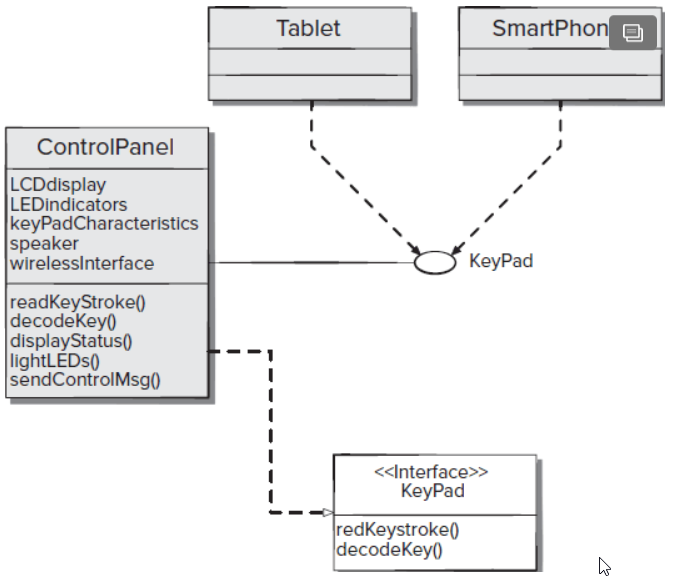 Tablet
SmartPhon
ControlPanel
LCDdisplay
LEDindicators
keyPadCharacteristics
speaker
wirelessInterface
readKeyStroke()
decodeKey()
displayStatus()
lightLEDs()
sendControlMsg()
KeyPad
<<Interface>>
KeyPad
redKeystroke()
decodeKey()